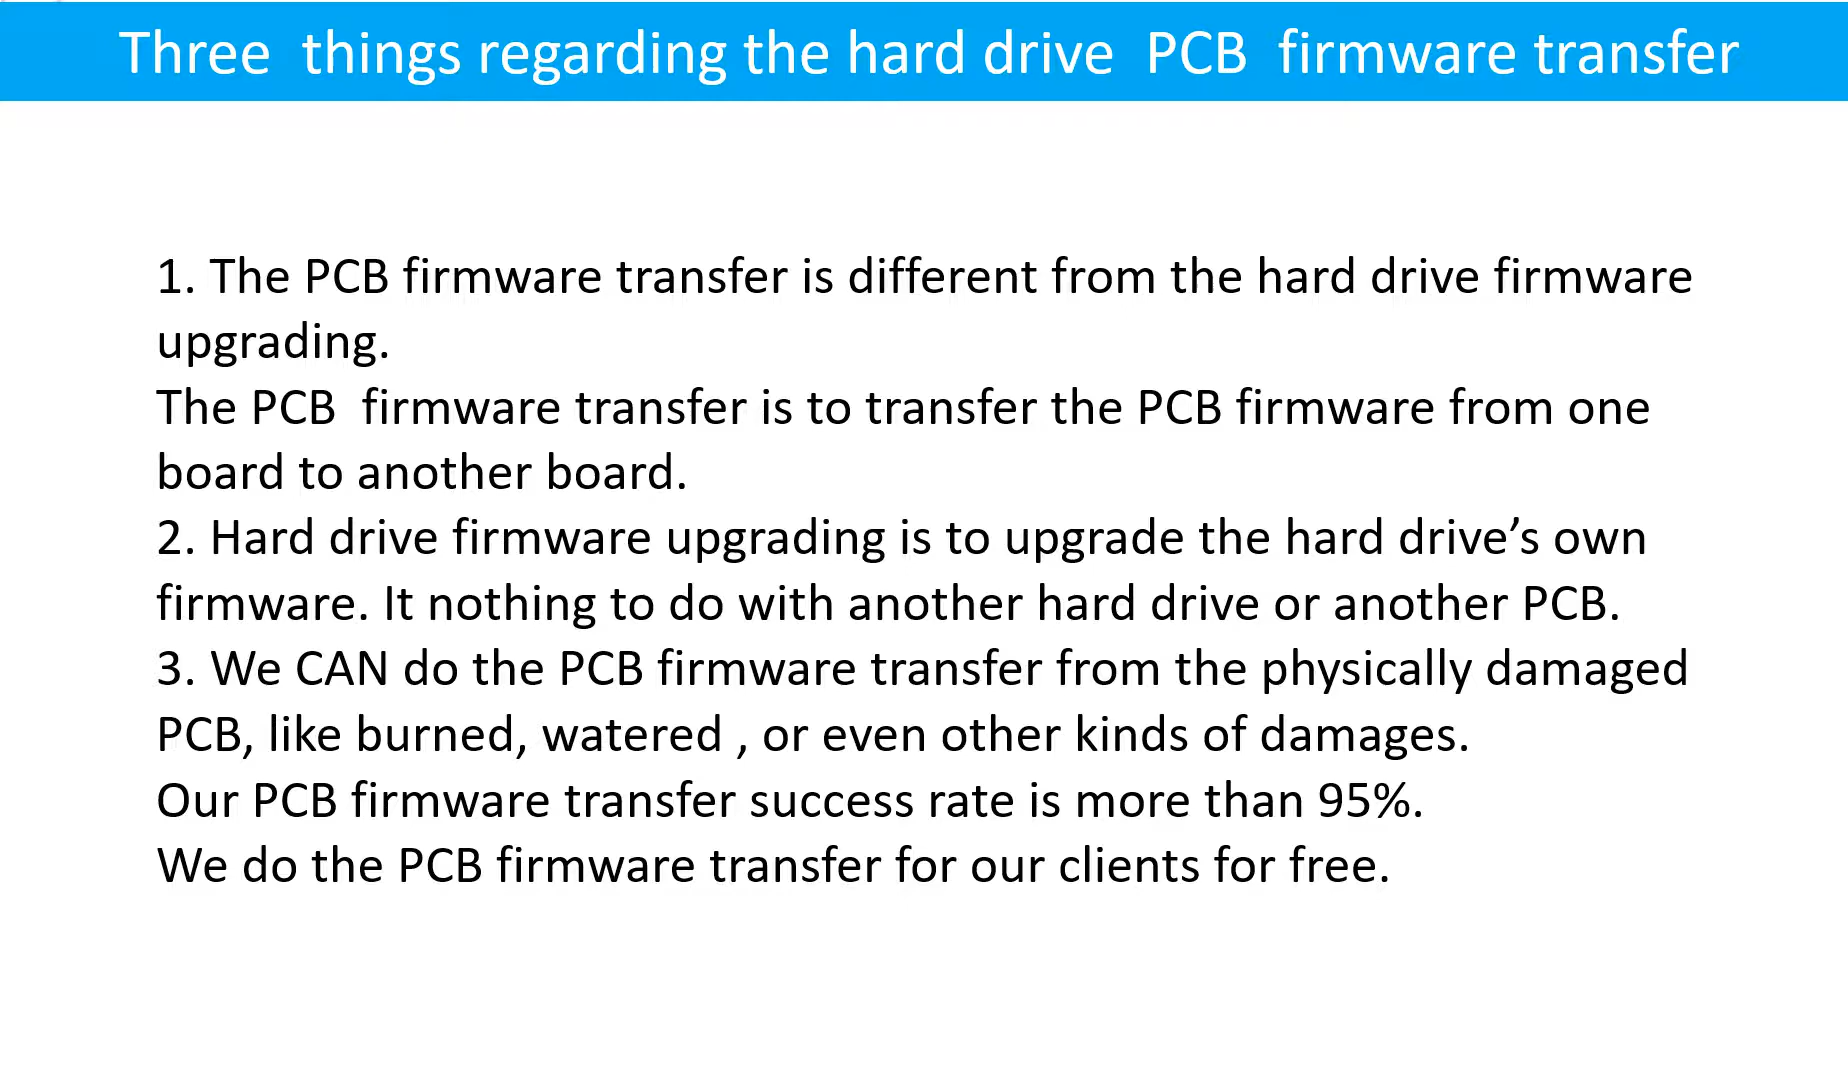 Three  things regarding the hard drive  PCB  firmware transfer
1. The PCB firmware transfer is different from the hard drive firmware
upgrading.
The PCB  firmware transfer is to transfer the PCB firmware from one
board to another board.
2. Hard drive firmware upgrading is to upgrade the hard drive’s own
firmware. It nothing to do with another hard drive or another PCB.
3. We CAN do the PCB firmware transfer from the physically damaged
PCB, like burned, watered , or even other kinds of damages.
Our PCB firmware transfer success rate is more than 95%.
We do the PCB firmware transfer for our clients for free.